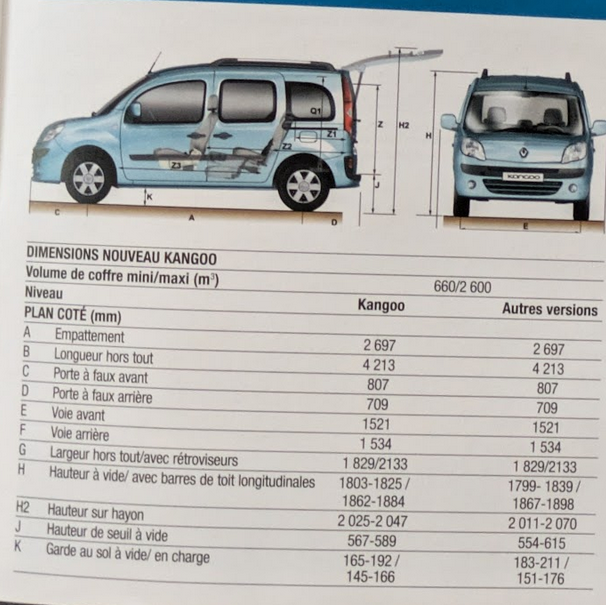 Q1
Z
H2
H
Z1
Z2
Z3
J
K
KANGOO
C
A
D
E
DIMENSIONS NOUVEAU KANGOO
Volume de coffre mini/maxi (m³) 660/2 600
Niveau Kangoo Autres versions
PLAN COTÉ (mm)
A Empattement 2 697 2 697
B Longueur hors tout 4 213 4 213
C Porte à faux avant 807 807
D Porte à faux arrière 709 709
E Voie avant 1521 1521
F Voie arrière 1 534 1 534
G Largeur hors tout/avec rétroviseurs 1 829/2133 1 829/2133
H Hauteur à vide/ avec barres de toit longitudinales 1803-1825 / 1799- 1839 /
1862-1884 1867-1898
H2 Hauteur sur hayon 2 025-2 047 2 011-2 070
J Hauteur de seuil à vide 567-589 554-615
K Garde au sol à vide/ en charge 165-192 / 183-211 /
145-166 151-176